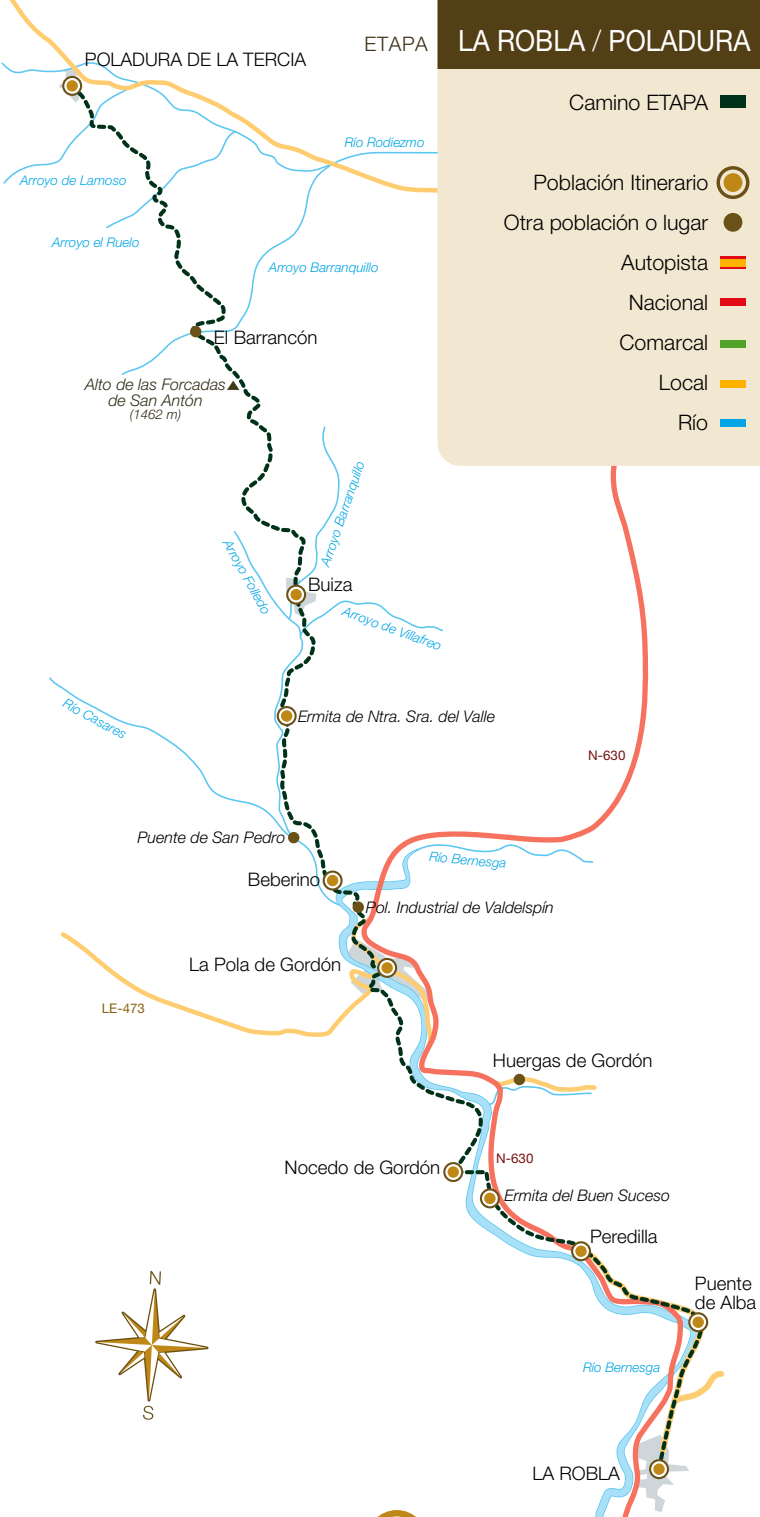 ETAPA
LA ROBLA / POLADURA
Camino ETAPA
Población Itinerario
Otra población o lugar
Autopista
Nacional
Comarcal
Local
Río
POLADURA DE LA TERCIA
Río Rodiezmo
Arroyo de Lamoso
Arroyo el Ruelo
Arroyo Barranquillo
El Barrancón
Alto de las Forcadas
de San Antón
(1462 m)
Arroyo Barranquillo
Arroyo Folledo
Buiza
Arroyo de Villafreo
Río Casares
Ermita de Ntra. Sra. del Valle
N-630
Puente de San Pedro
Río Bernesga
Beberino
Pol. Industrial de Valdelspín
La Pola de Gordón
LE-473
Huergas de Gordón
N-630
Nocedo de Gordón
Ermita del Buen Suceso
Peredilla
Puente
de Alba
N
S
Río Bernesga
LA ROBLA